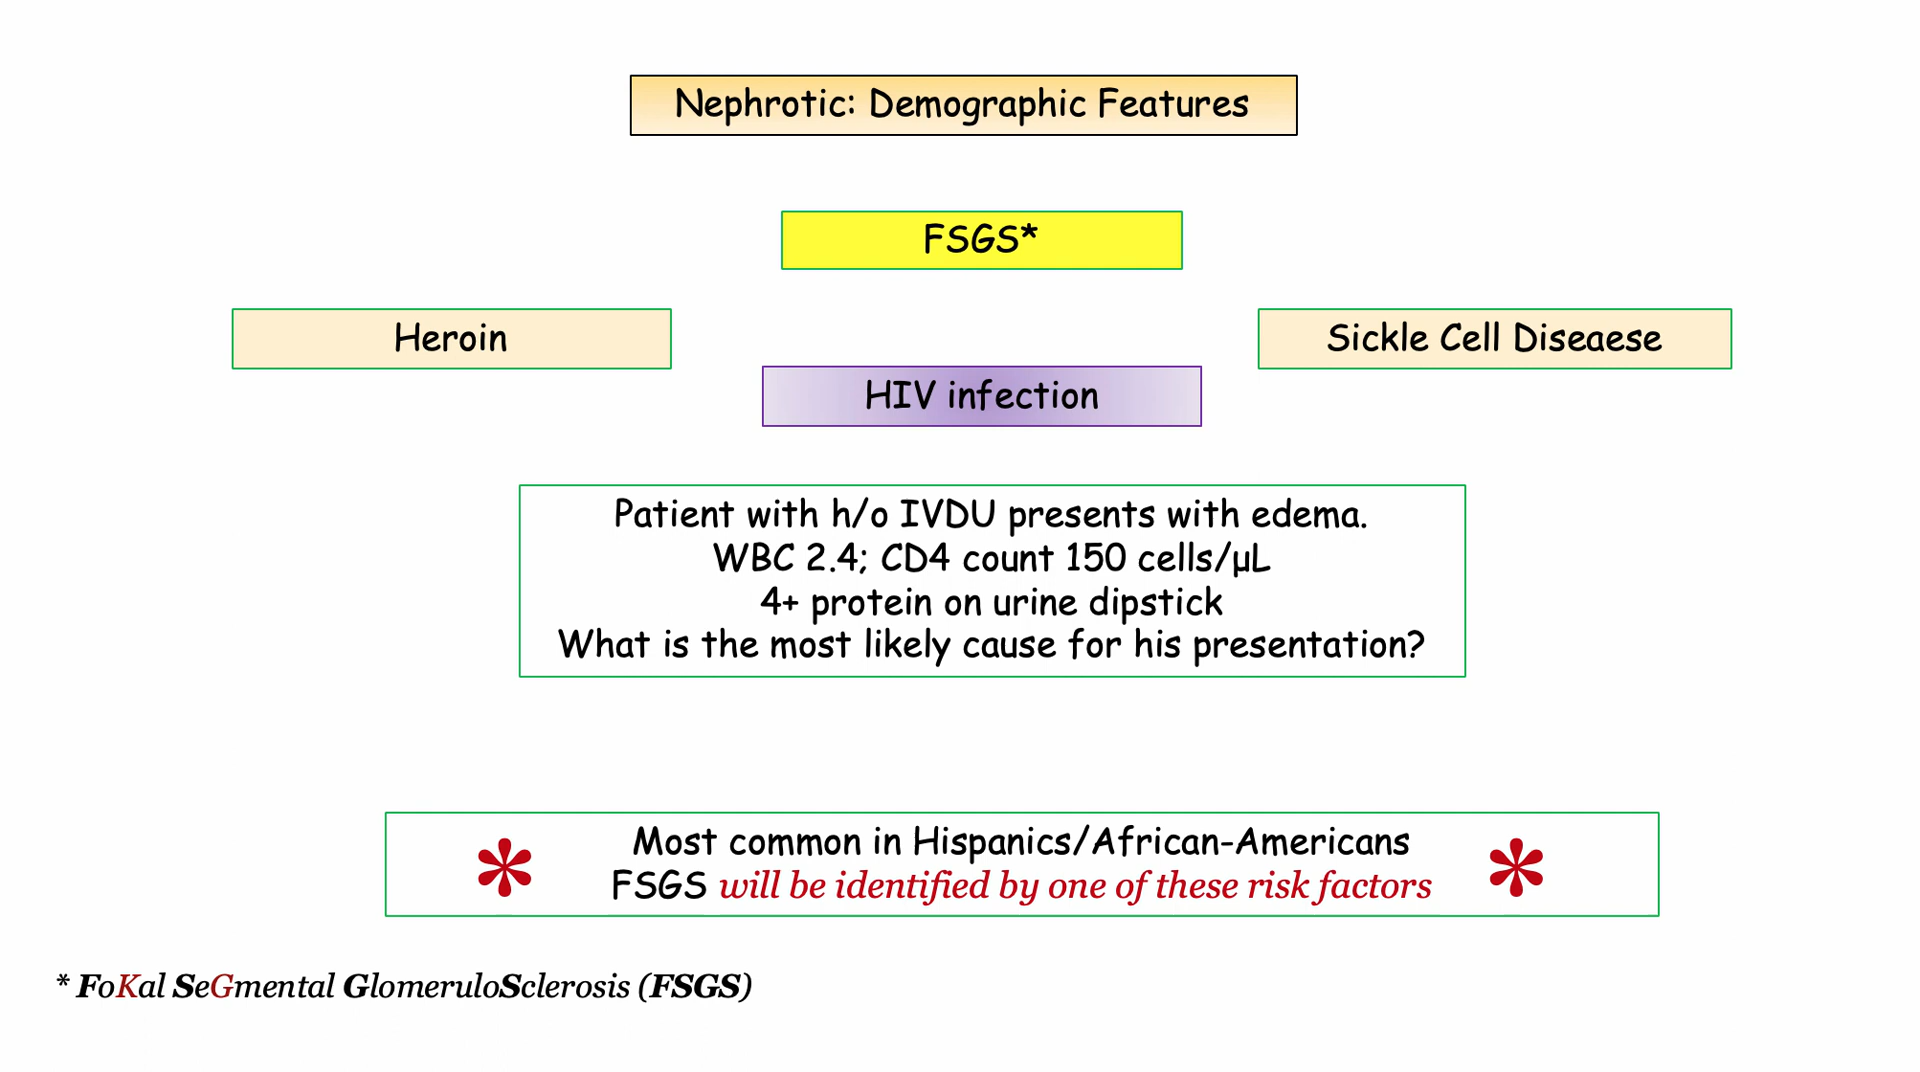 Nephrotic: Demographic Features
FSGS*
Heroin
Sickle Cell Diseaese
HIV infection
Patient with h/o IVDU presents with edema.
WBC 2.4; CD4 count 150 cells/µL
4+ protein on urine dipstick
What is the most likely cause for his presentation?
* Most common in Hispanics/African-Americans *
FSGS will be identified by one of these risk factors
* FoKal SeGmental GlomeruloSclerosis (FSGS)